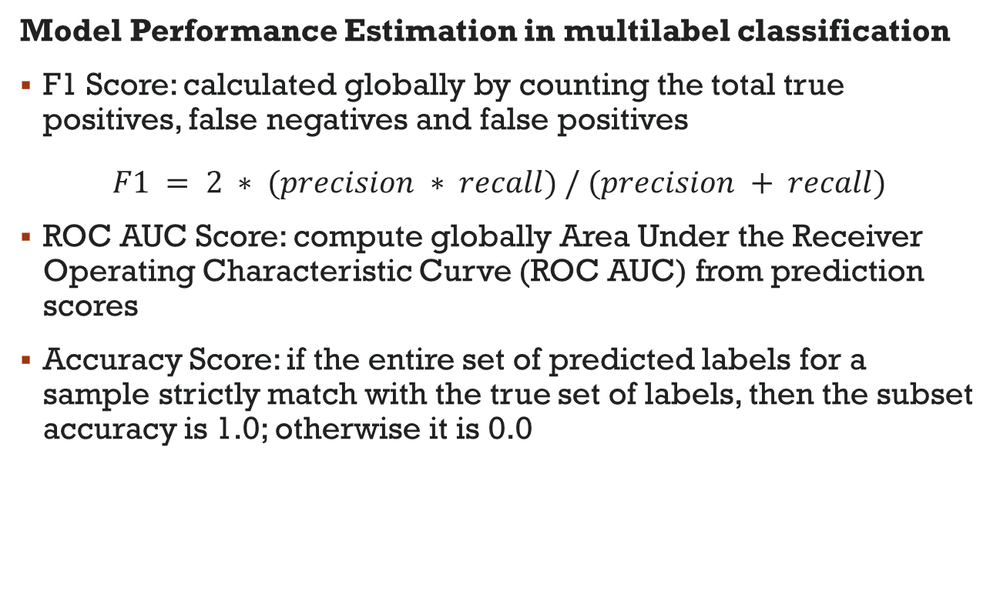 Model Performance Estimation in multilabel classification
▪ F1 Score: calculated globally by counting the total true
positives, false negatives and false positives
F1 = 2 * (precision * recall) / (precision + recall)
▪ ROC AUC Score: compute globally Area Under the Receiver
Operating Characteristic Curve (ROC AUC) from prediction
scores
▪ Accuracy Score: if the entire set of predicted labels for a
sample strictly match with the true set of labels, then the subset
accuracy is 1.0; otherwise it is 0.0